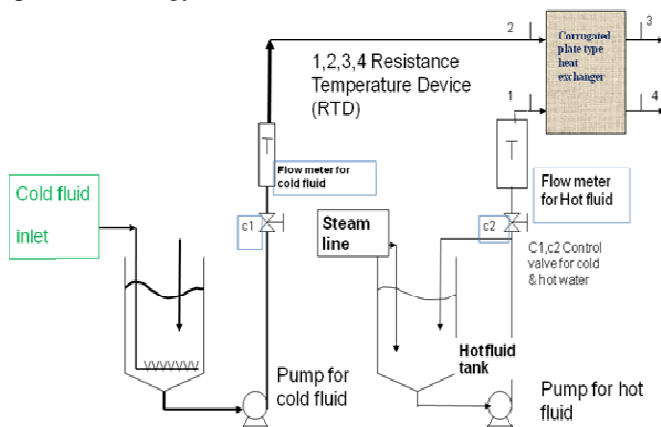 2
3
Corrugated
plate type
heat
exchanger
1,2,3,4 Resistance
Temperature Device
(RTD)
1
4
T
T
Flow meter for
cold fluid
Flow meter
for Hot fluid
Cold fluid
inlet
c1
Steam
line
c2
C1,c2 Control
valve for cold
& hot water
Hot fluid
tank
Pump for
cold fluid
Pump for hot
fluid